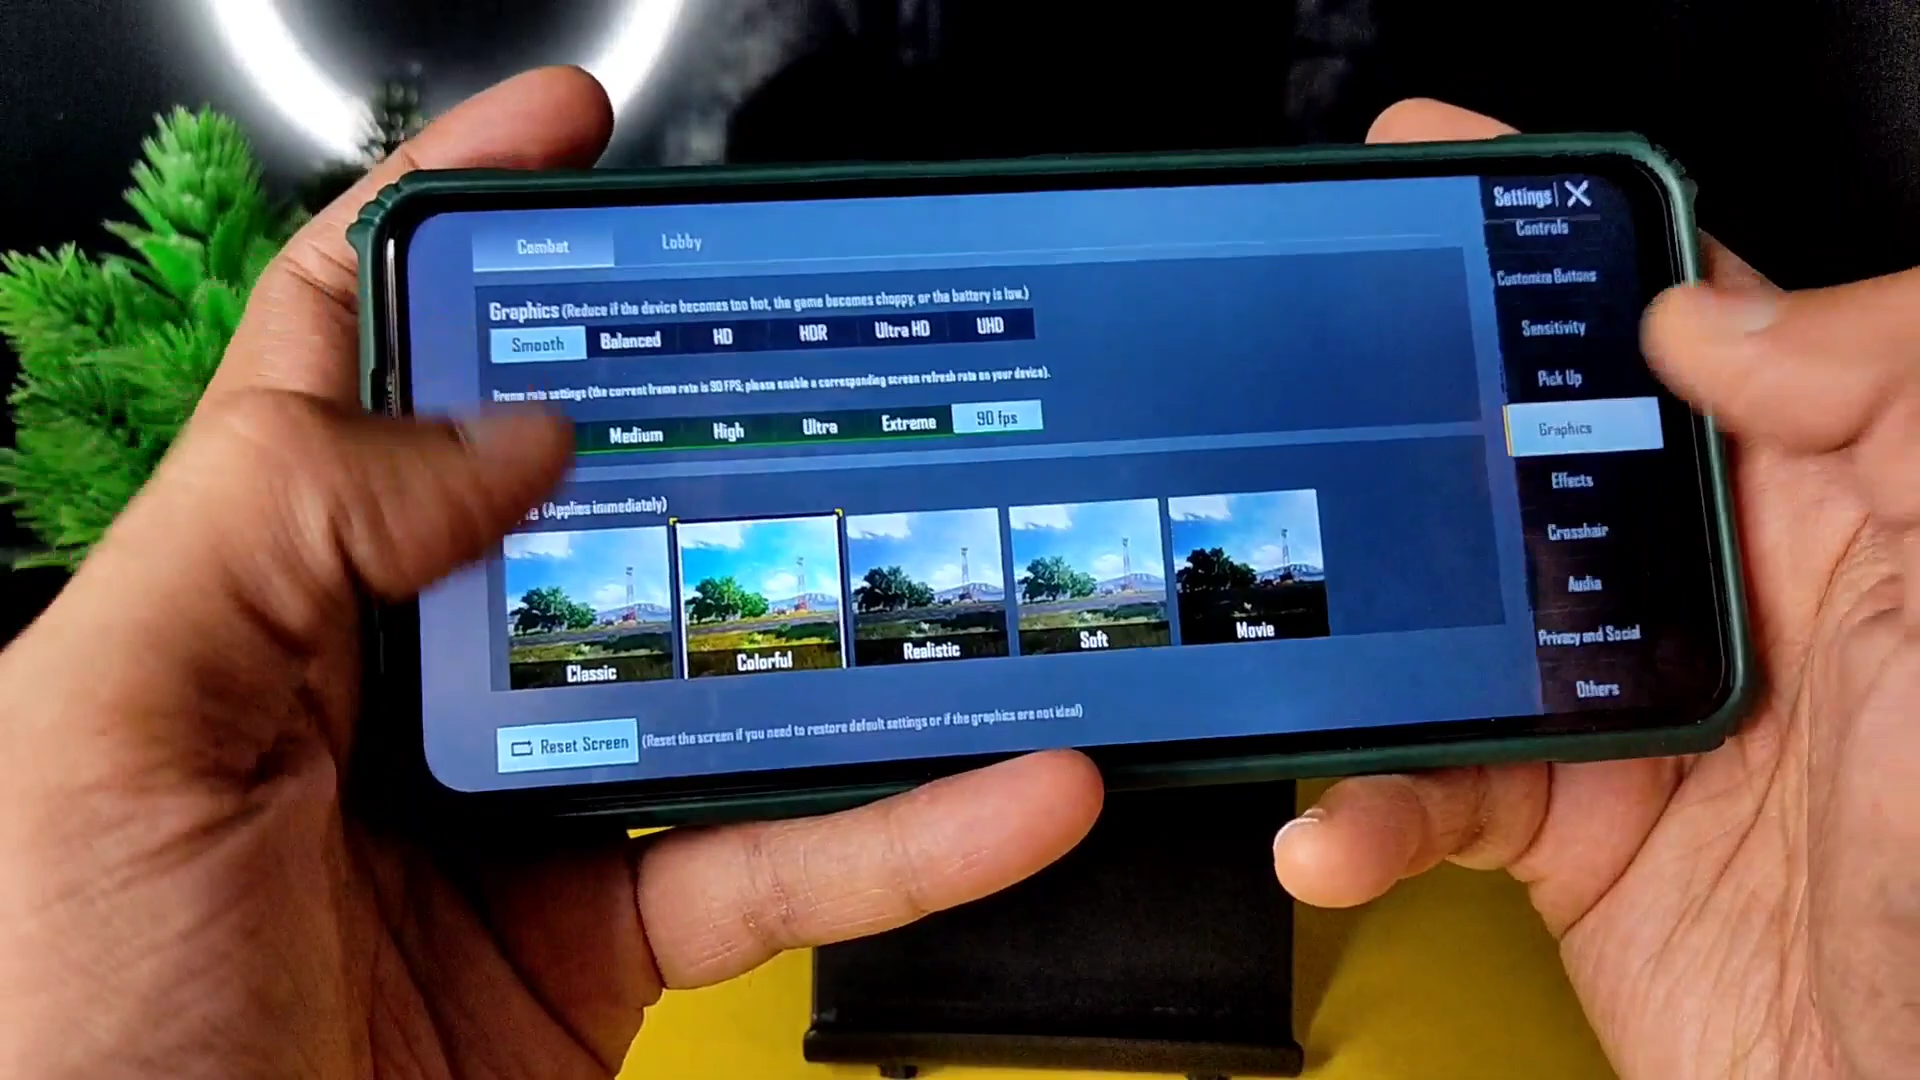 Settings
Combat
Lobby
Controls
Graphics (Reduce if the device becomes too hot, the game becomes choppy, or the battery is low.)
Customize Buttons
Smooth
Balanced
HD
HDR
Ultra HD
UHD
Sensitivity
Frame rate settings (the current frame rate is 90 FPS; please enable a corresponding screen refresh rate on your device).
Pick Up
Medium
High
Ultra
Extreme
90 fps
Graphics
(Applies immediately)
Effects
Crosshair
Audio
Classic
Colorful
Realistic
Soft
Movie
Privacy and Social
Others
Reset Screen
(Reset the screen if you need to restore default settings or if the graphics are not ideal)